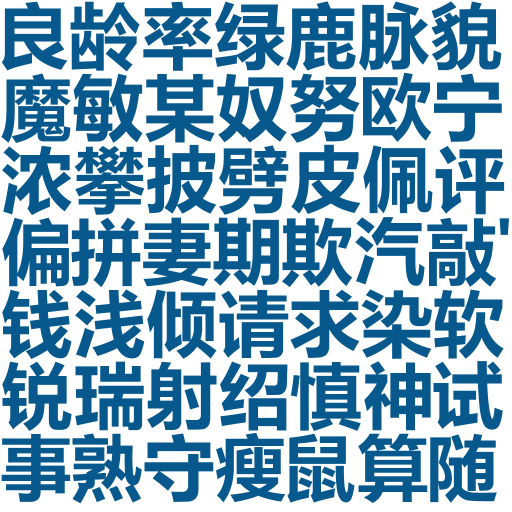 良龄率绿鹿脉貌
魔敏某奴努欧宁
浓攀披劈皮佩评
偏拼妻期欺汽敲'
钱浅倾请求染软
锐瑞射绍慎神试
事熟守瘦鼠算随